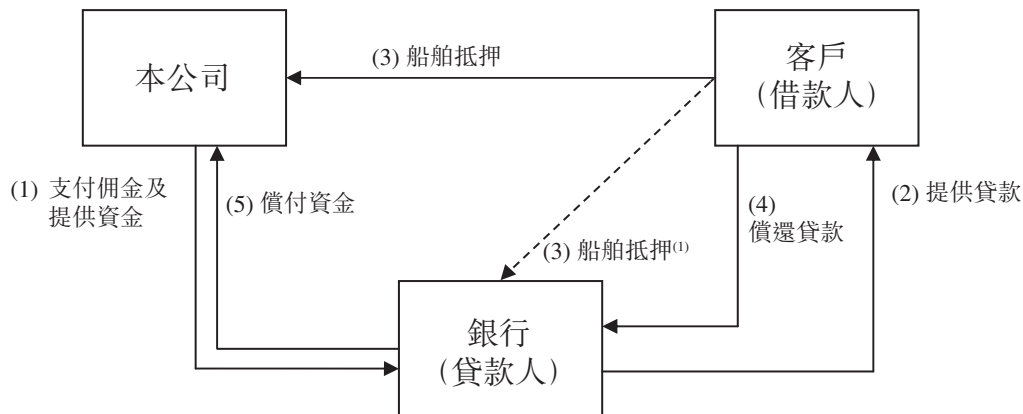 本公司
(3) 船舶抵押
客戶
(借款人)
(1) 支付佣金及
提供資金
(5) 償付資金
(4)
償還貸款
(2) 提供貸款
(3) 船舶抵押(1)
銀行
(貸款人)